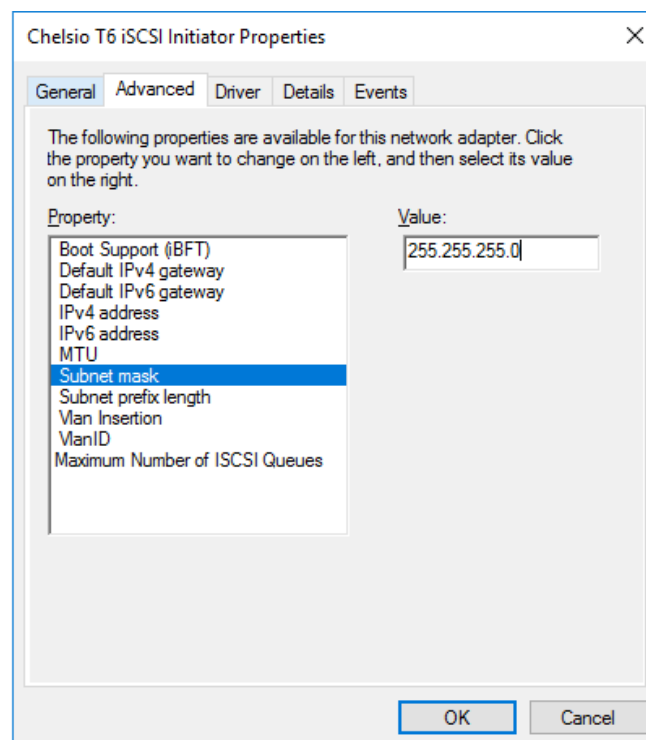 Chelsio T6 iSCSI Initiator Properties
General Advanced Driver Details Events
The following properties are available for this network adapter. Click
the property you want to change on the left, and then select its value
on the right.
Property: Value:
Boot Support (iBFT) 255.255.255.0
Default IPv4 gateway
Default IPv6 gateway
IPv4 address
IPv6 address
MTU
Subnet mask
Subnet prefix length
Vlan Insertion
VlanID
Maximum Number of ISCSI Queues
OK Cancel